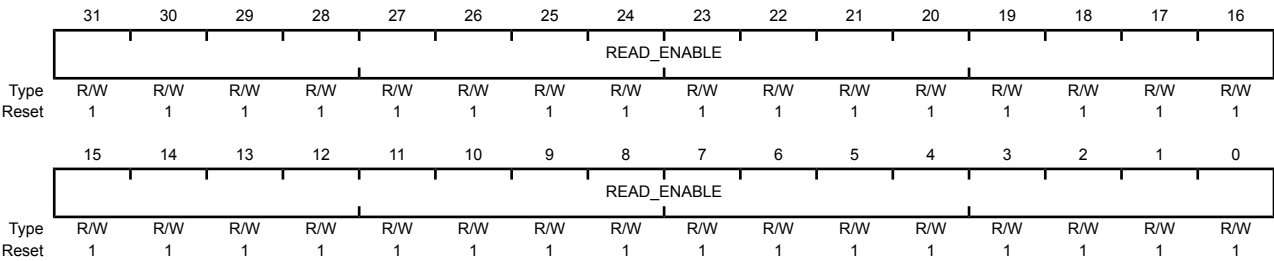 31 30 29 28 27 26 25 24 23 22 21 20 19 18 17 16
READ_ENABLE
Type R/W R/W R/W R/W R/W R/W R/W R/W R/W R/W R/W R/W R/W R/W R/W R/W
Reset 1 1 1 1 1 1 1 1 1 1 1 1 1 1 1 1
15 14 13 12 11 10 9 8 7 6 5 4 3 2 1 0
READ_ENABLE
Type R/W R/W R/W R/W R/W R/W R/W R/W R/W R/W R/W R/W R/W R/W R/W R/W
Reset 1 1 1 1 1 1 1 1 1 1 1 1 1 1 1 1